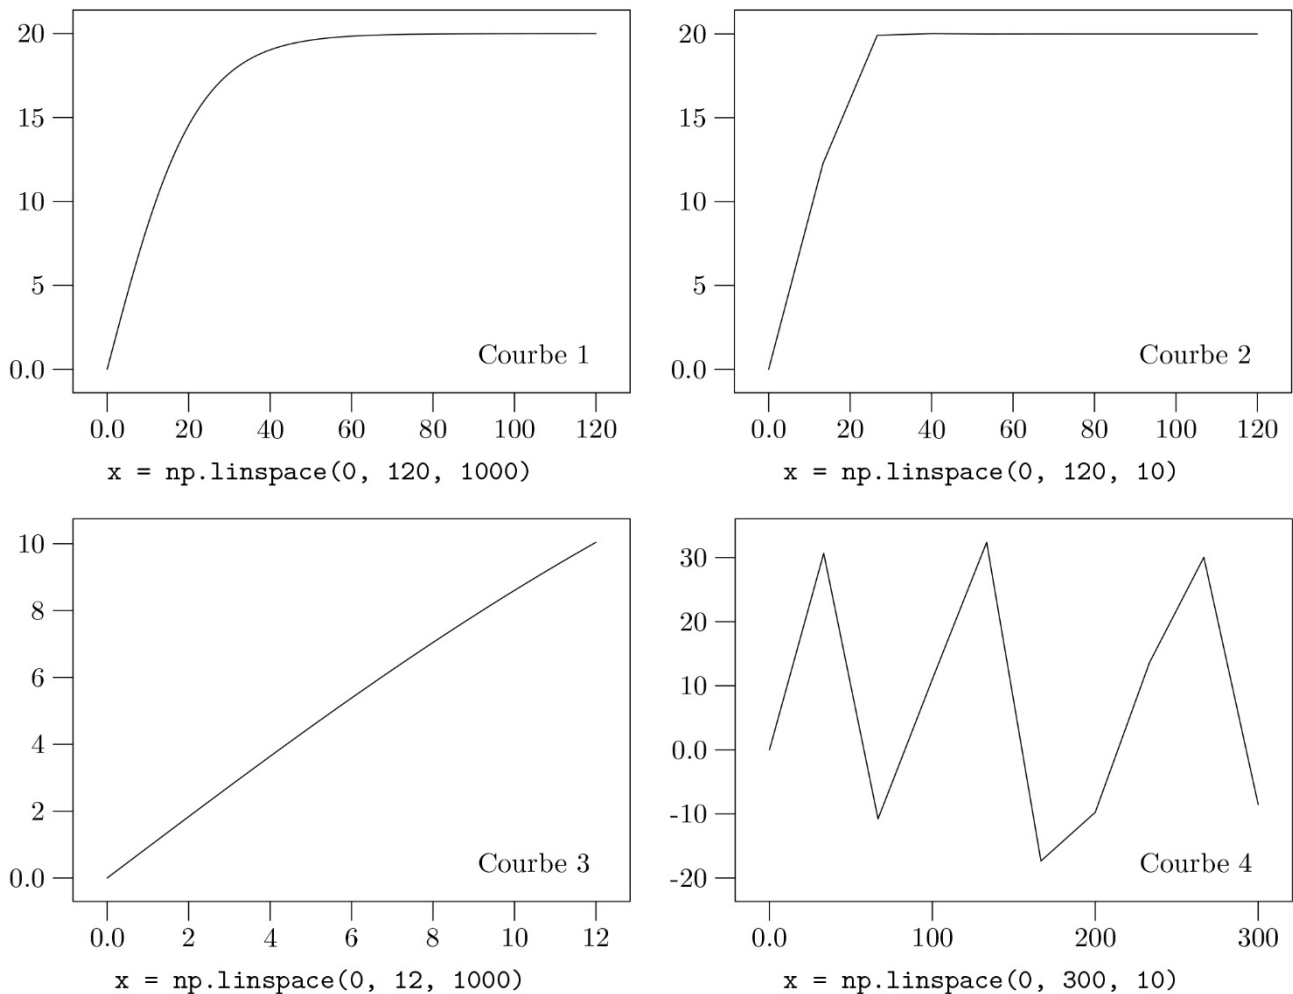 20
15
10
5
0.0
Courbe 1
0.0 20 40 60 80 100 120
x = np.linspace(0, 120, 1000)
20
15
10
5
0.0
Courbe 2
0.0 20 40 60 80 100 120
x = np.linspace(0, 120, 10)
10
8
6
4
2
0.0
Courbe 3
0.0 2 4 6 8 10 12
x = np.linspace(0, 12, 1000)
30
20
10
0.0
-10
-20
Courbe 4
0.0 100 200 300
x = np.linspace(0, 300, 10)